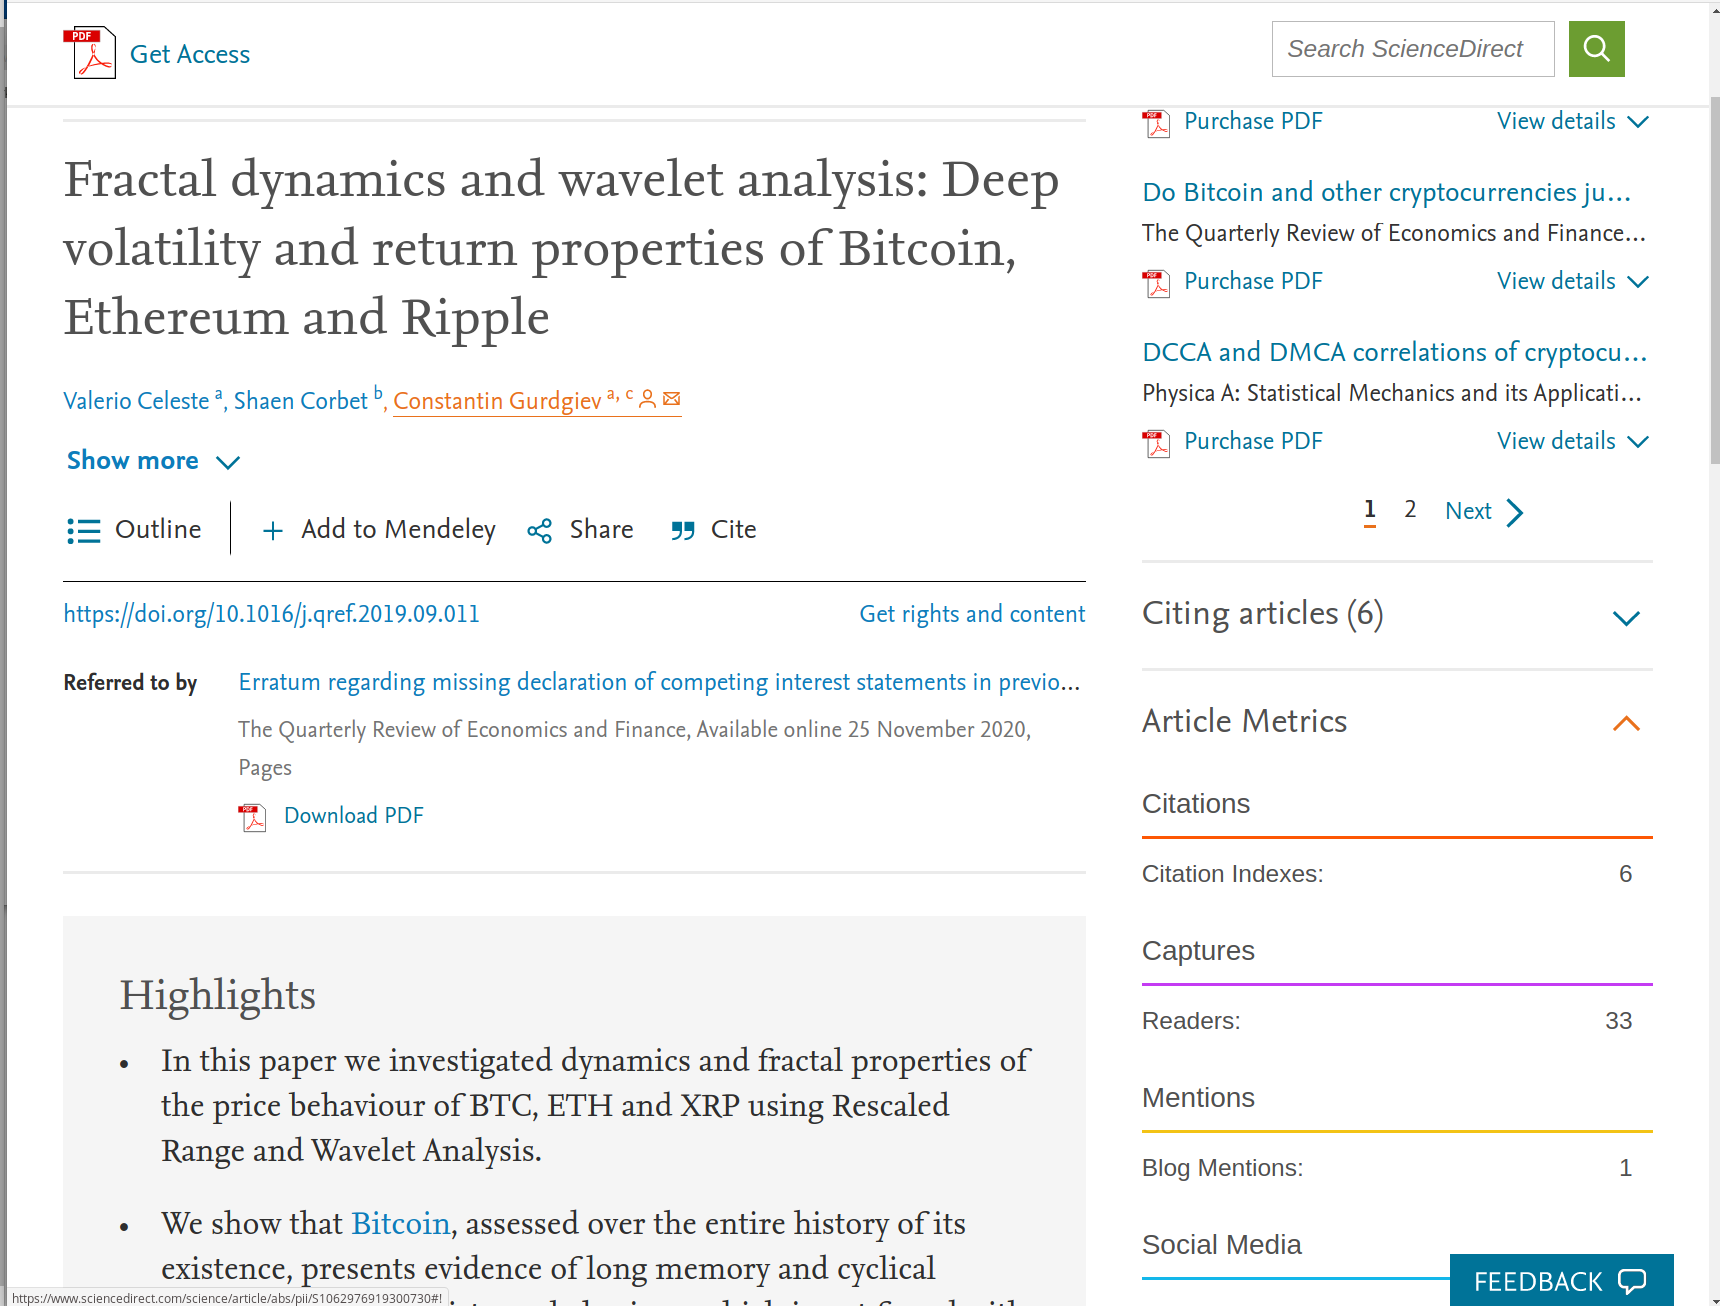 Get Access
Search ScienceDirect
Fractal dynamics and wavelet analysis: Deep
volatility and return properties of Bitcoin,
Ethereum and Ripple
Valerio Celeste a, Shaen Corbet b, Constantin Gurdgiev a, c
Show more
Outline
Add to Mendeley
Share
Cite
https://doi.org/10.1016/j.qref.2019.09.011
Get rights and content
Referred to by
Erratum regarding missing declaration of competing interest statements in previo...
The Quarterly Review of Economics and Finance, Available online 25 November 2020,
Pages
PDF
Download PDF
Highlights
• In this paper we investigated dynamics and fractal properties of
the price behaviour of BTC, ETH and XRP using Rescaled
Range and Wavelet Analysis.
• We show that Bitcoin, assessed over the entire history of its
existence, presents evidence of long memory and cyclical
https://www.sciencedirect.com/science/article/abs/pii/S1062976919300730#!
Purchase PDF
View details
Do Bitcoin and other cryptocurrencies ju...
The Quarterly Review of Economics and Finance...
Purchase PDF
View details
DCCA and DMCA correlations of cryptocu...
Physica A: Statistical Mechanics and its Applicati...
Purchase PDF
View details
1 2 Next
Citing articles (6)
Article Metrics
Citations
Citation Indexes: 6
Captures
Readers: 33
Mentions
Blog Mentions: 1
Social Media
FEEDBACK